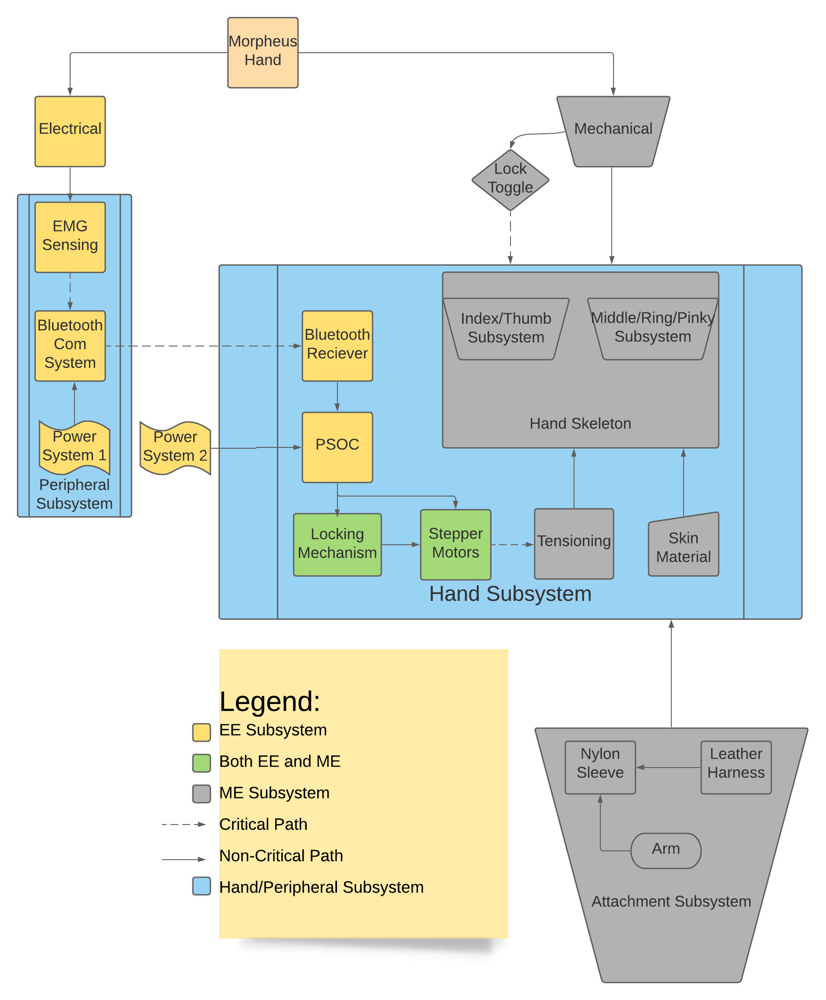 Morpheus
Hand
Electrical
Mechanical
Lock
Toggle
EMG
Sensing
Bluetooth
Com
System
Power
System 1
Peripheral
Subsystem
Power
System 2
Bluetooth
Reciever
PSOC
Index/Thumb
Subsystem
Middle/Ring/Pinky
Subsystem
Hand Skeleton
Locking
Mechanism
Stepper
Motors
Tensioning
Skin
Material
Hand Subsystem
Legend:
EE Subsystem
Both EE and ME
ME Subsystem
Critical Path
Non-Critical Path
Hand/Peripheral Subsystem
Nylon
Sleeve
Leather
Harness
Arm
Attachment Subsystem